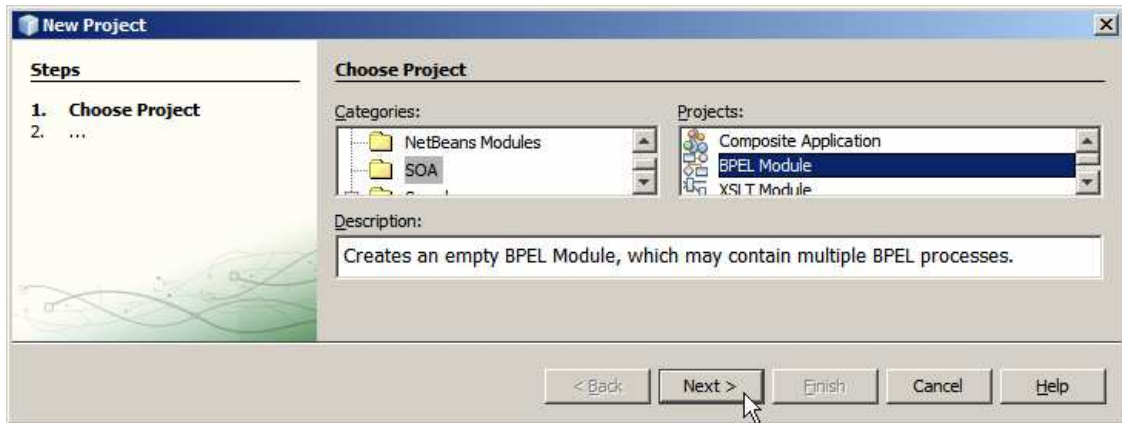 New Project
Steps
1. Choose Project
2. ...
Choose Project
Categories:
NetBeans Modules
SOA
Projects:
Composite Application
BPEL Module
XSLT Module
Description:
Creates an empty BPEL Module, which may contain multiple BPEL processes.
< Back
Next >
Finish
Cancel
Help